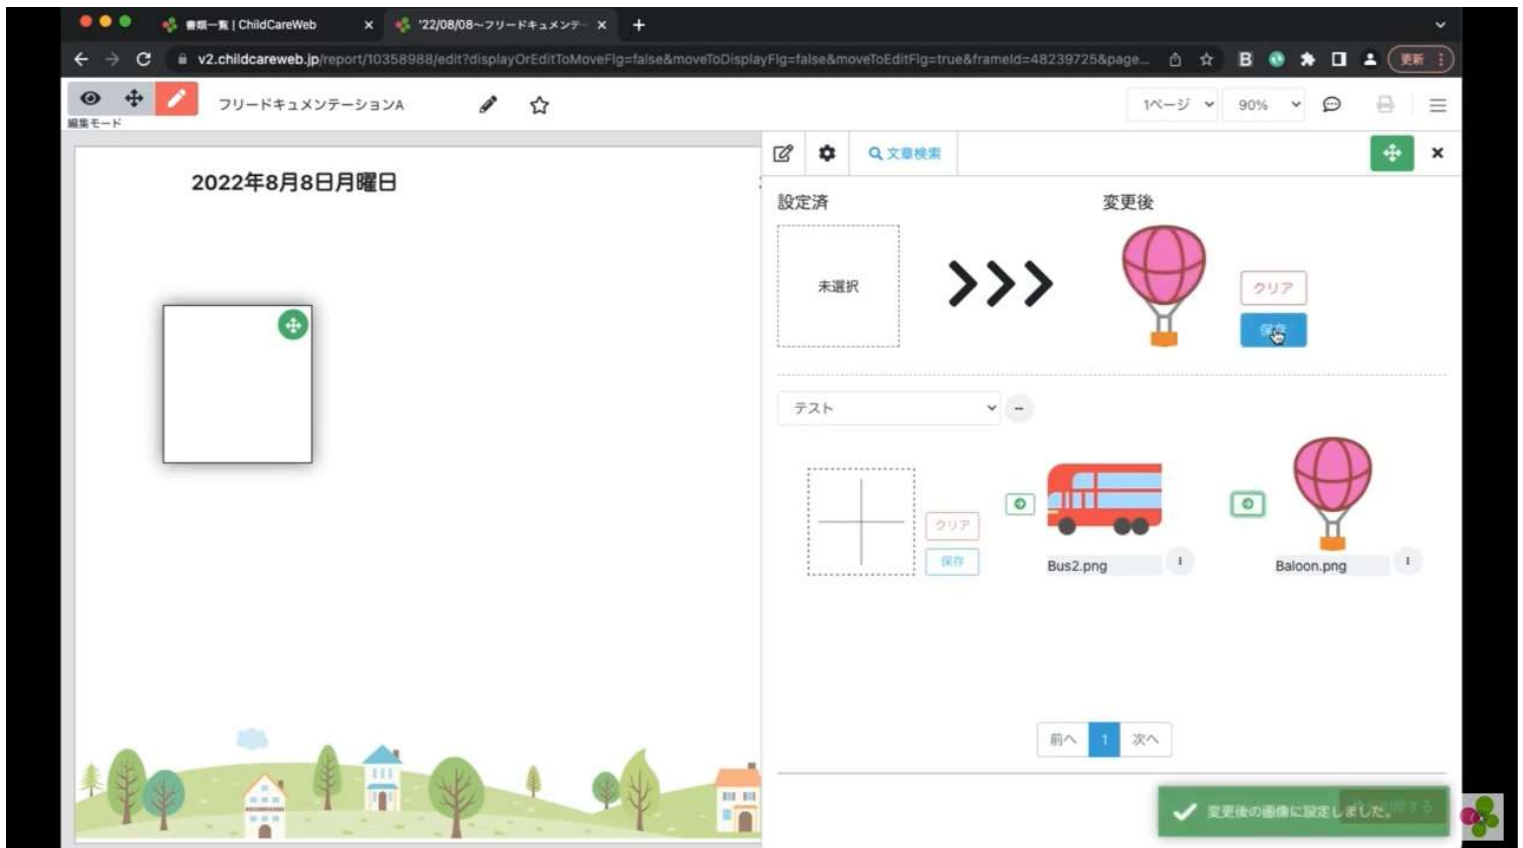 書類一覧 | ChildCareWeb
'22/08/08〜フリードキュメンテー
v2.childcareweb.jp/report/10358988/edit?displayOrEditToMoveFlg=false&moveToDisplayFlg=false&moveToEditFlg=true&frameId=48239725&page...
B
更新
編集モード
フリードキュメンテーションA
1ページ
90%
文章検索
2022年8月8日月曜日
設定済
変更後
未選択
クリア
保存
テスト
クリア
保存
Bus2.png
Baloon.png
前へ
1
次へ
変更後の画像に設定しました。